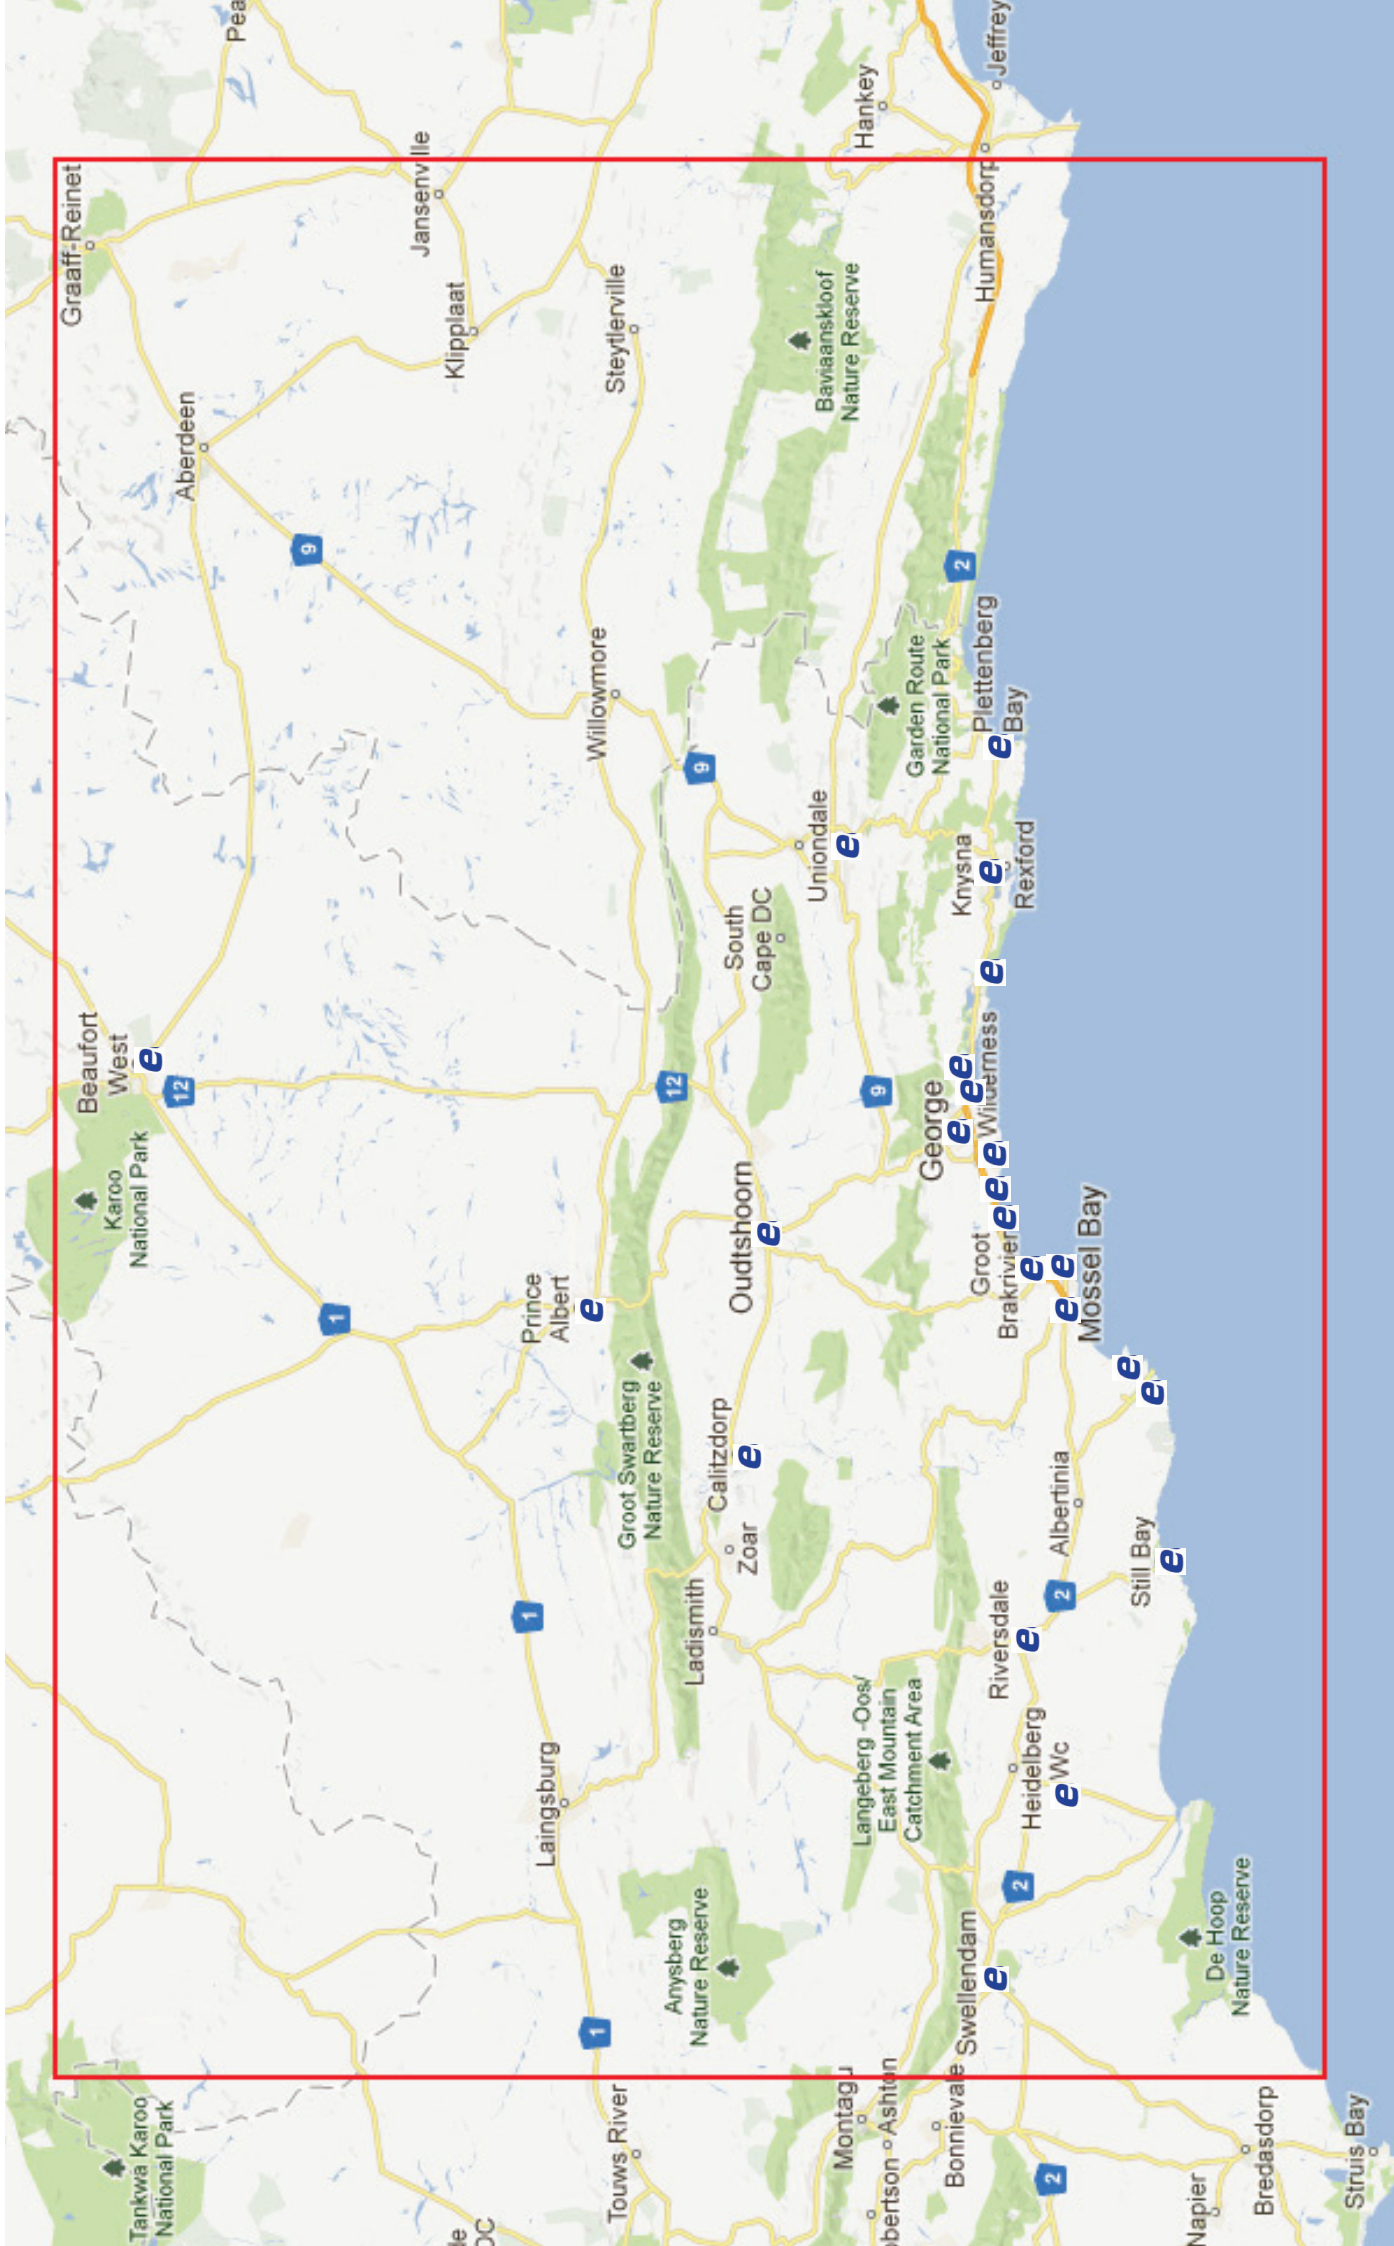 Graaff-Reinet
Pea
Jansenville
Hankey
Jeffrey
Humansdorp
Klipplaat
Steytlerville
Baviaanskloof
Nature Reserve
Aberdeen
9
2
Willowmore
9
Garden Route
National Park
Plettenberg
Bay
e
Uniondale
e
Knysna
e
Rexford
South
Cape DC
e
Beaufort
West
e
12
12
9
George
e
e
e
Wilderness
e
e
e
Karoo
National Park
Oudtshoorn
e
Groot
Brakrivier
e
e
e
Mossel Bay
1
Prince
Albert
e
Groot Swartberg
Nature Reserve
e
e
Calitzdorp
e
Zoar
Albertinia
Still Bay
e
2
1
Ladismith
Riversdale
e
Langeberg -Oos/
East Mountain
Catchment Area
Heidelberg
Wc
e
Laingsburg
2
Anysberg
Nature Reserve
Swellendam
e
De Hoop
Nature Reserve
1
Tankwa Karoo
National Park
Touws River
Montagu
Ashton
obertson
Bonnievale
2
Napier
Bredasdorp
Struis Bay
le
DC